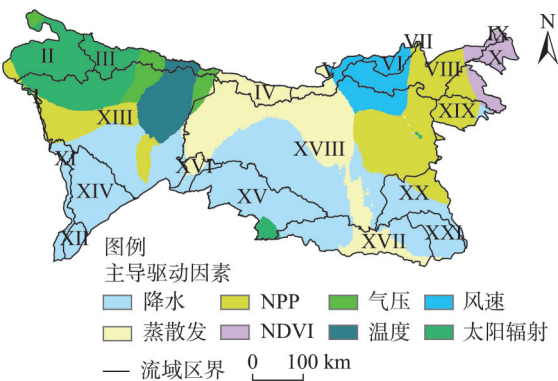 N
IX
VII
II
III
V
VI
VIII
X
I
IV
XIII
XIX
XI
XVI
XVIII
XIV
XV
XX
XII
XVII
XXI
图例
主导驱动因素
降水 NPP 气压 风速
蒸散发 NDVI 温度 太阳辐射
流域区界 0 100 km